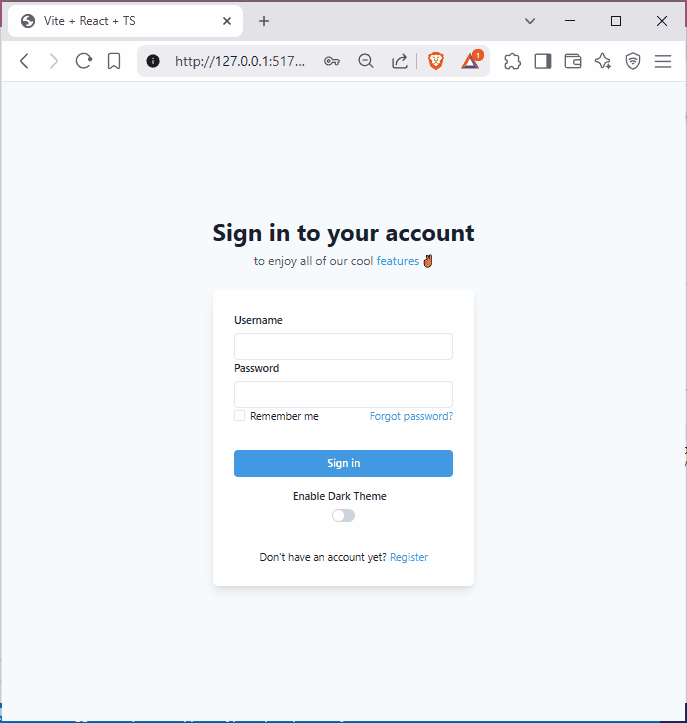 Vite + React + TS
http://127.0.0.1:517...
1
Sign in to your account
to enjoy all of our cool features ✌🏾
Username
Password
Remember me Forgot password?
Sign in
Enable Dark Theme
Don't have an account yet? Register